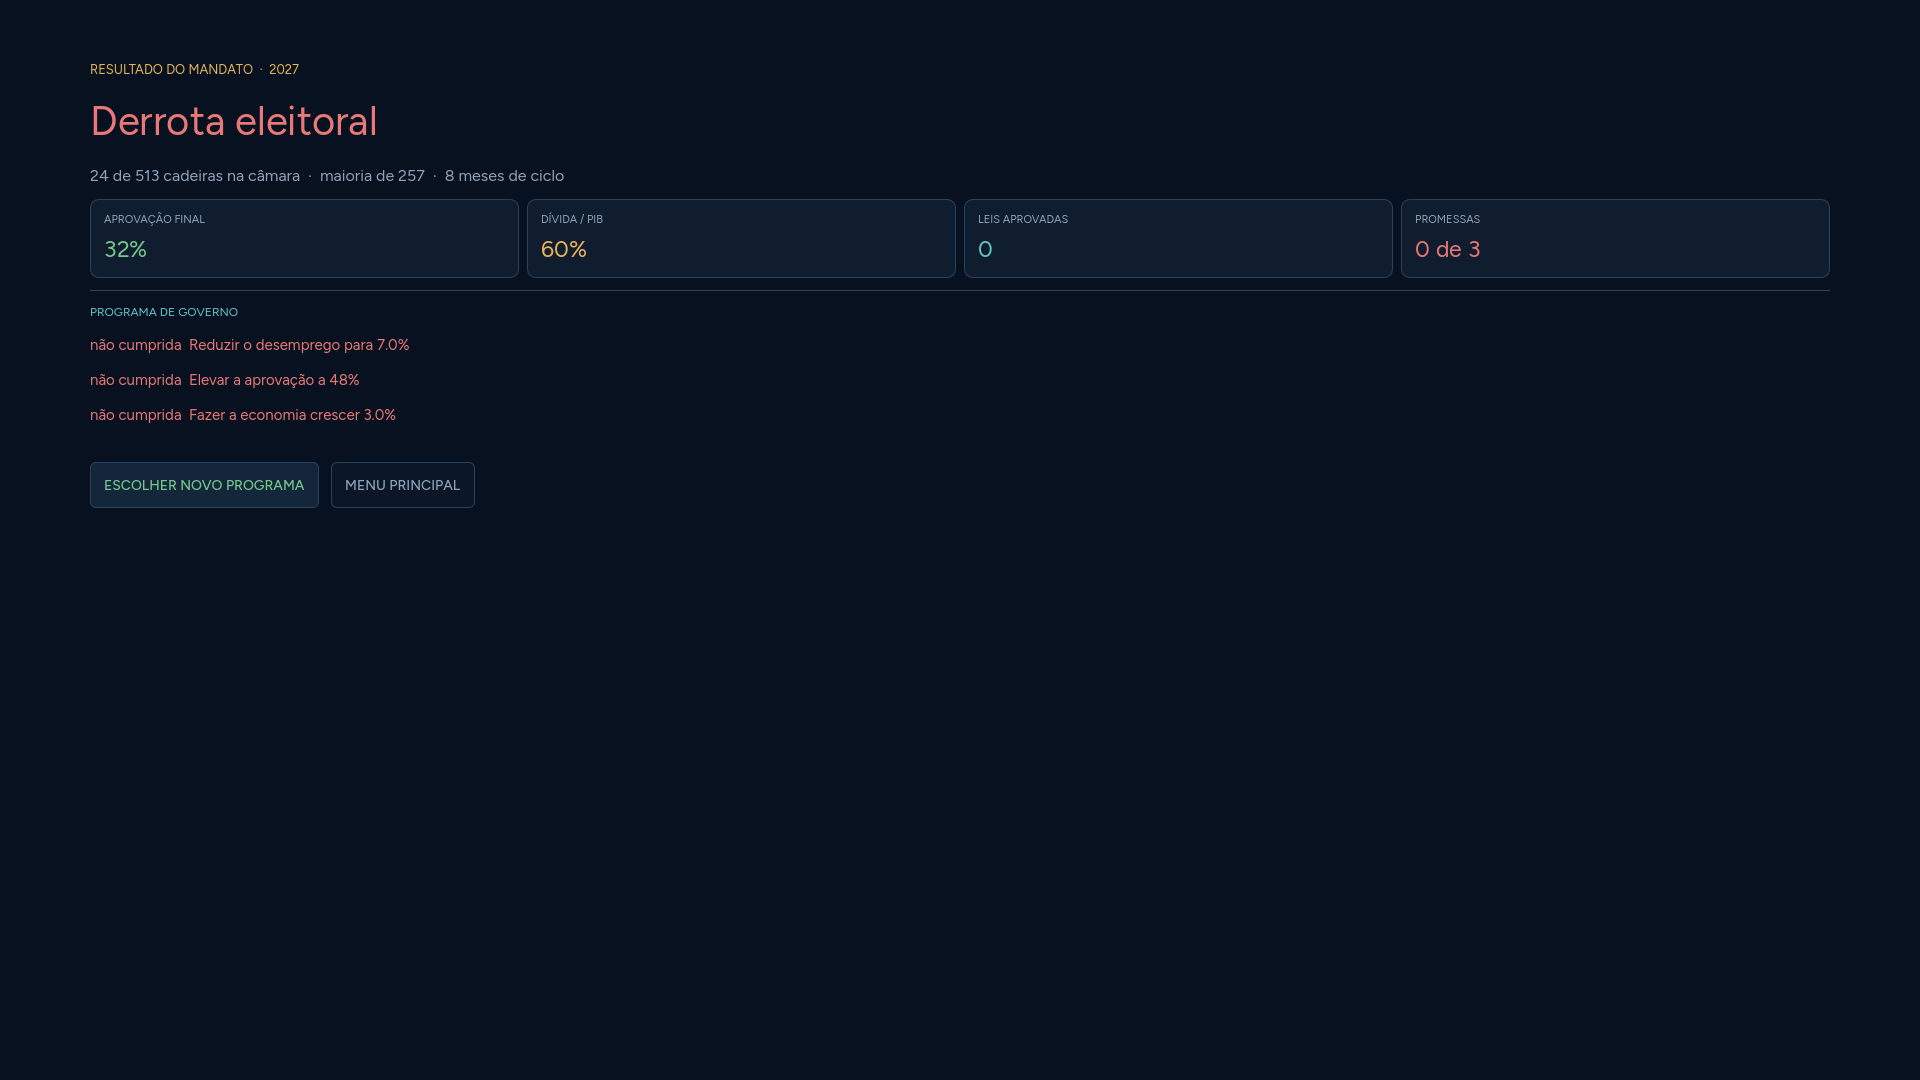 RESULTADO DO MANDATO · 2027
Derrota eleitoral
24 de 513 cadeiras na câmara · maioria de 257 · 8 meses de ciclo
APROVAÇÃO FINAL
32%
DÍVIDA / PIB
60%
LEIS APROVADAS
0
PROMESSAS
0 de 3
PROGRAMA DE GOVERNO
não cumprida Reduzir o desemprego para 7.0%
não cumprida Elevar a aprovação a 48%
não cumprida Fazer a economia crescer 3.0%
ESCOLHER NOVO PROGRAMA
MENU PRINCIPAL